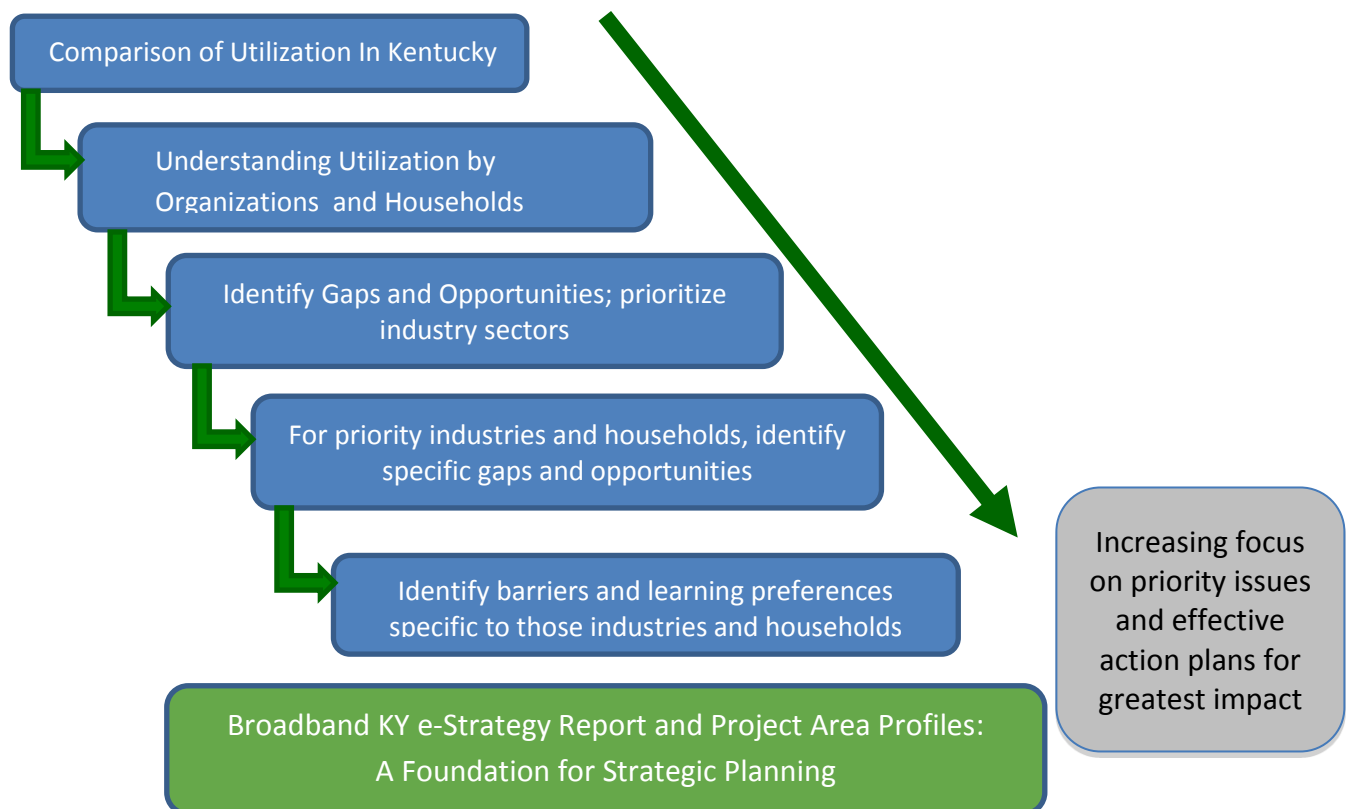 Comparison of Utilization In Kentucky
Understanding Utilization by
Organizations and Households
Identify Gaps and Opportunities; prioritize
industry sectors
For priority industries and households, identify
specific gaps and opportunities
Identify barriers and learning preferences
specific to those industries and households
Increasing focus
on priority issues
and effective
action plans for
greatest impact
Broadband KY e-Strategy Report and Project Area Profiles:
A Foundation for Strategic Planning